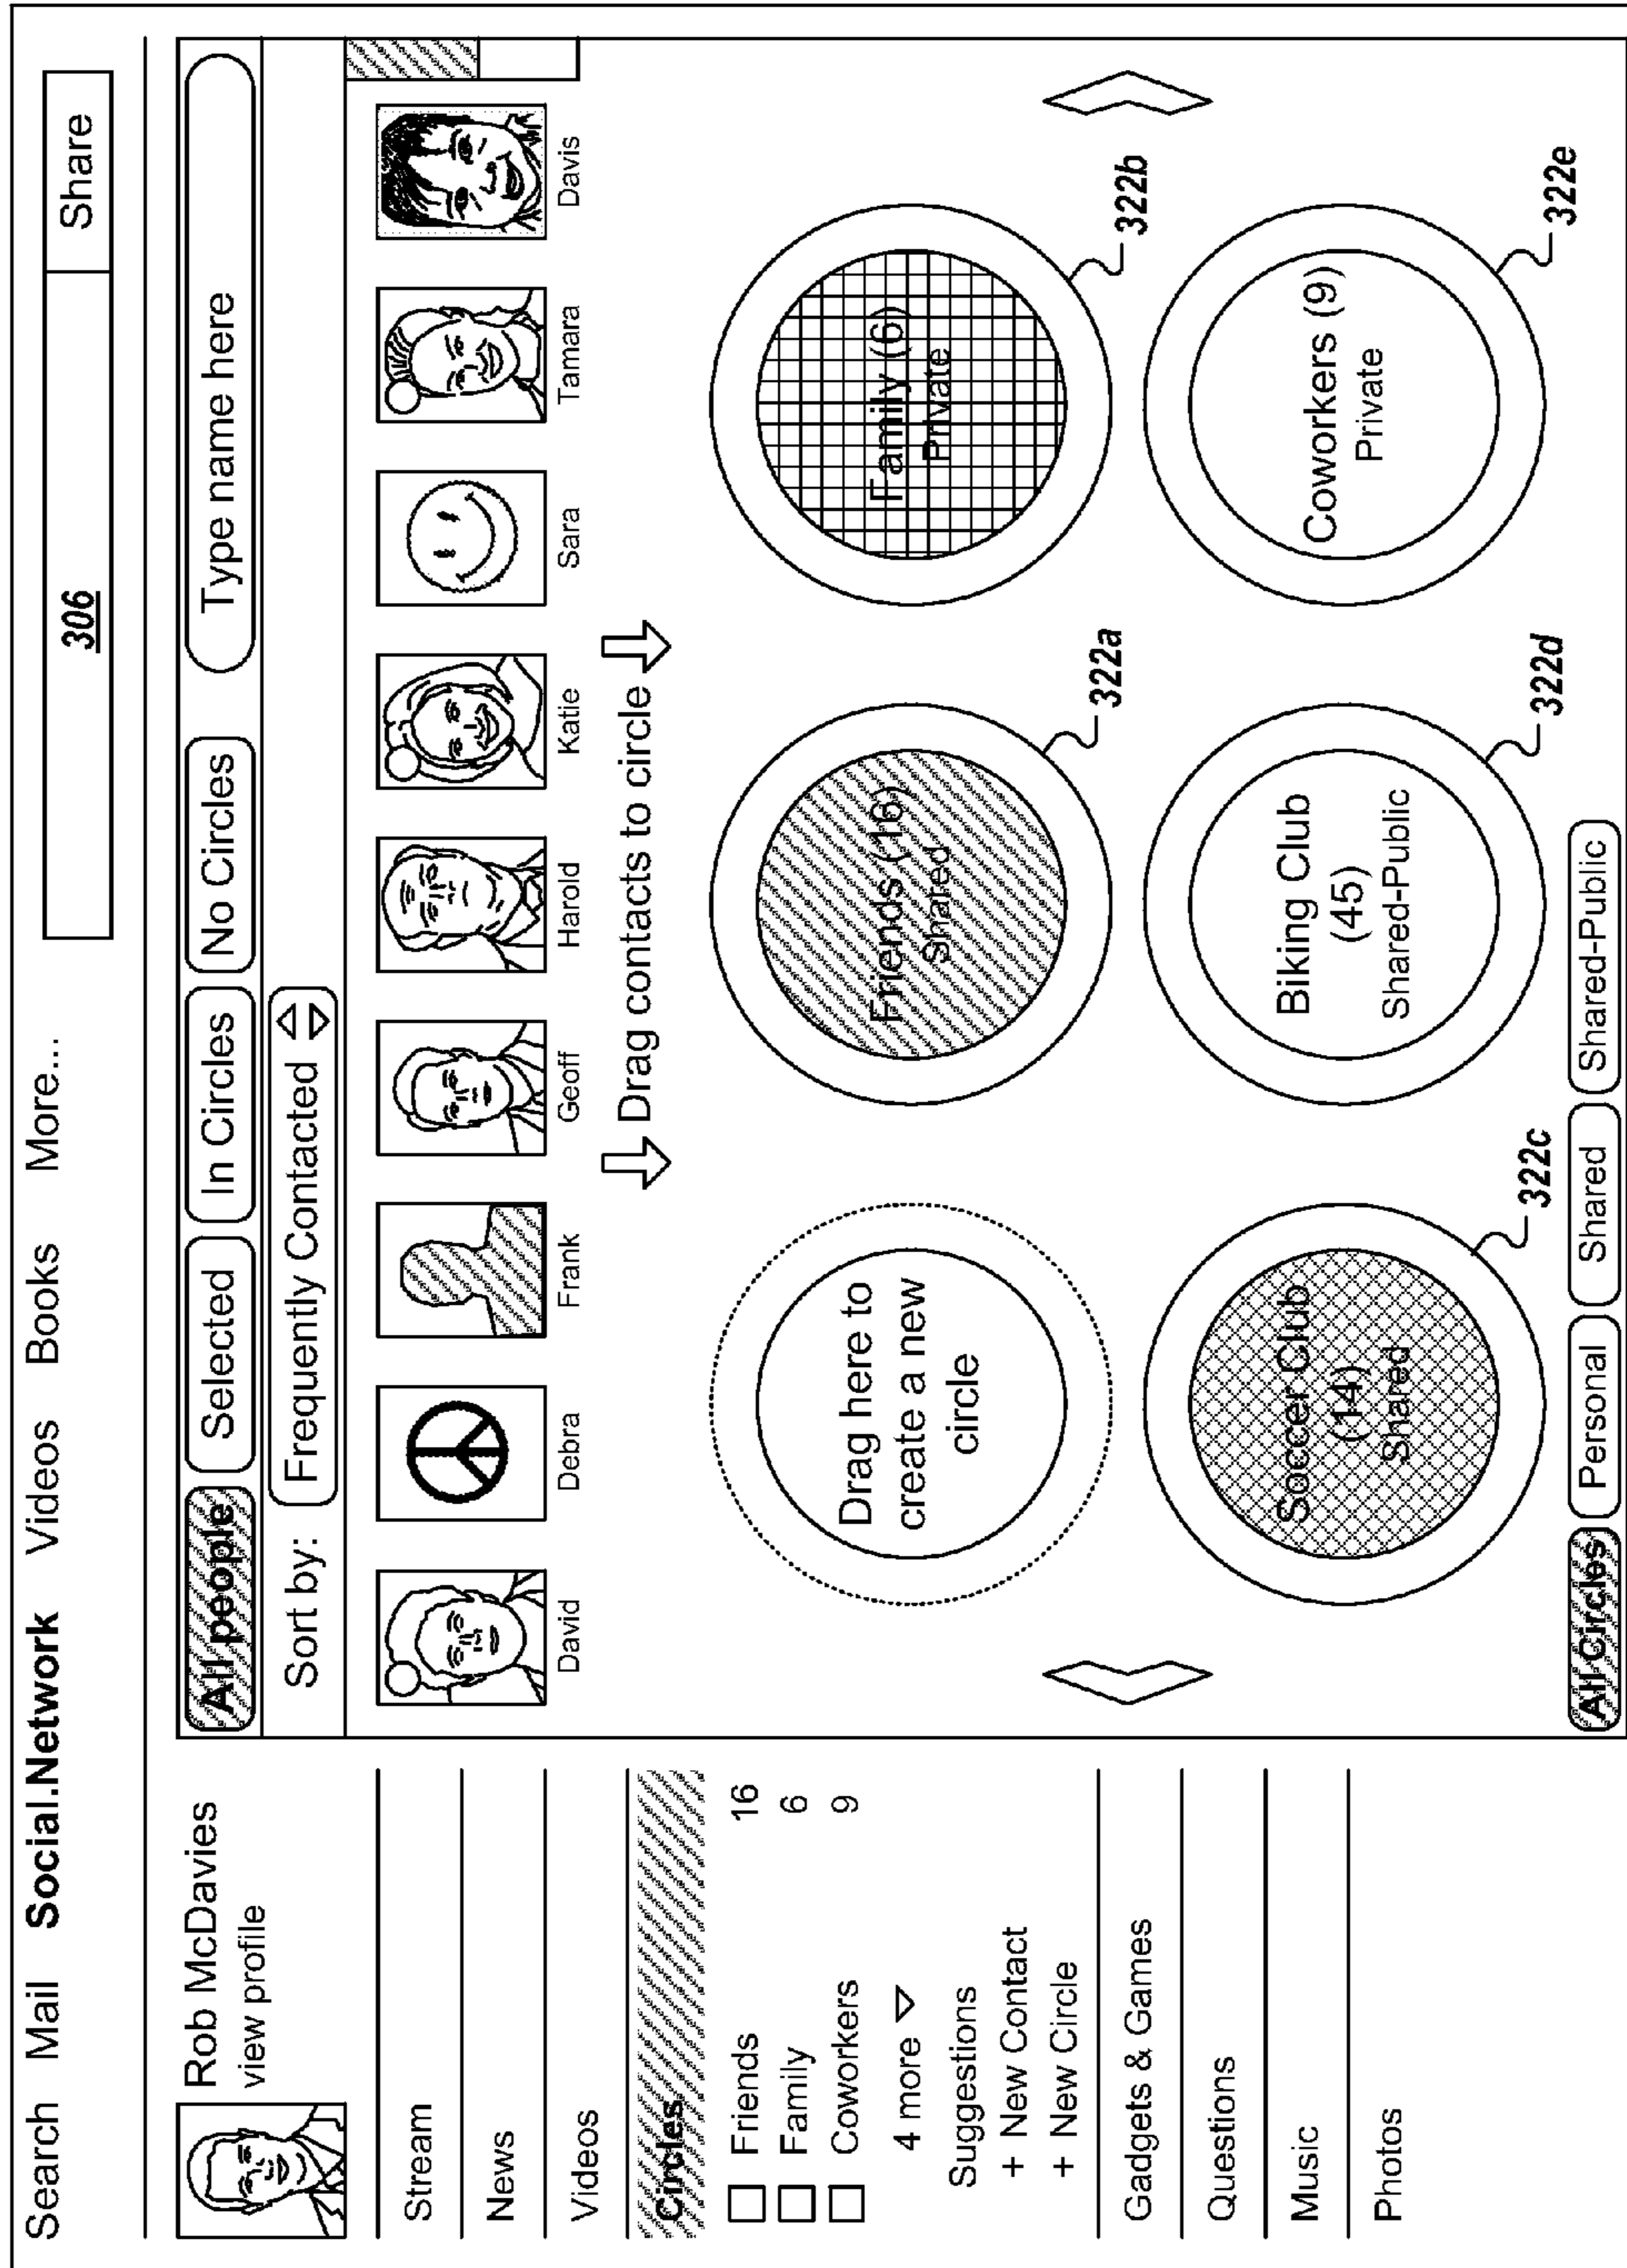 Search Mail Social.Network Videos Books More...
306 Share
Rob McDavies
view profile
Stream
News
Videos
Circles
Friends 16
Family 6
Coworkers 9
4 more
Suggestions
+ New Contact
+ New Circle
Gadgets & Games
Questions
Music
Photos
All people Selected In Circles No Circles Type name here
Sort by: Frequently Contacted
David Debra Frank Geoff Harold Katie Sara Tamara Davis
Drag contacts to circle
Drag here to
create a new
circle
Friends (16)
Shared
322a
Family (6)
Private
322b
Soccer Club
(14)
Shared
322c
Biking Club
(45)
Shared-Public
322d
Coworkers (9)
Private
322e
All Circles Personal Shared Shared-Public